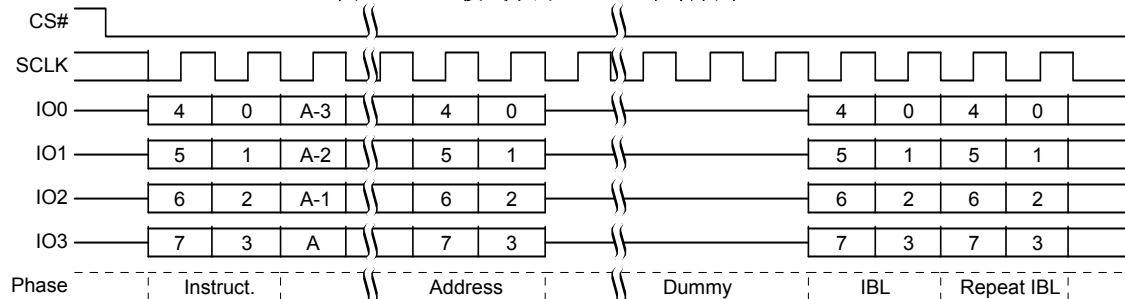 CS#
SCLK
IO0 4 0 A-3 4 0 4 0 4 0
IO1 5 1 A-2 5 1 5 1 5 1
IO2 6 2 A-1 6 2 6 2 6 2
IO3 7 3 A 7 3 7 3 7 3
Phase Instruct. Address Dummy IBL Repeat IBL